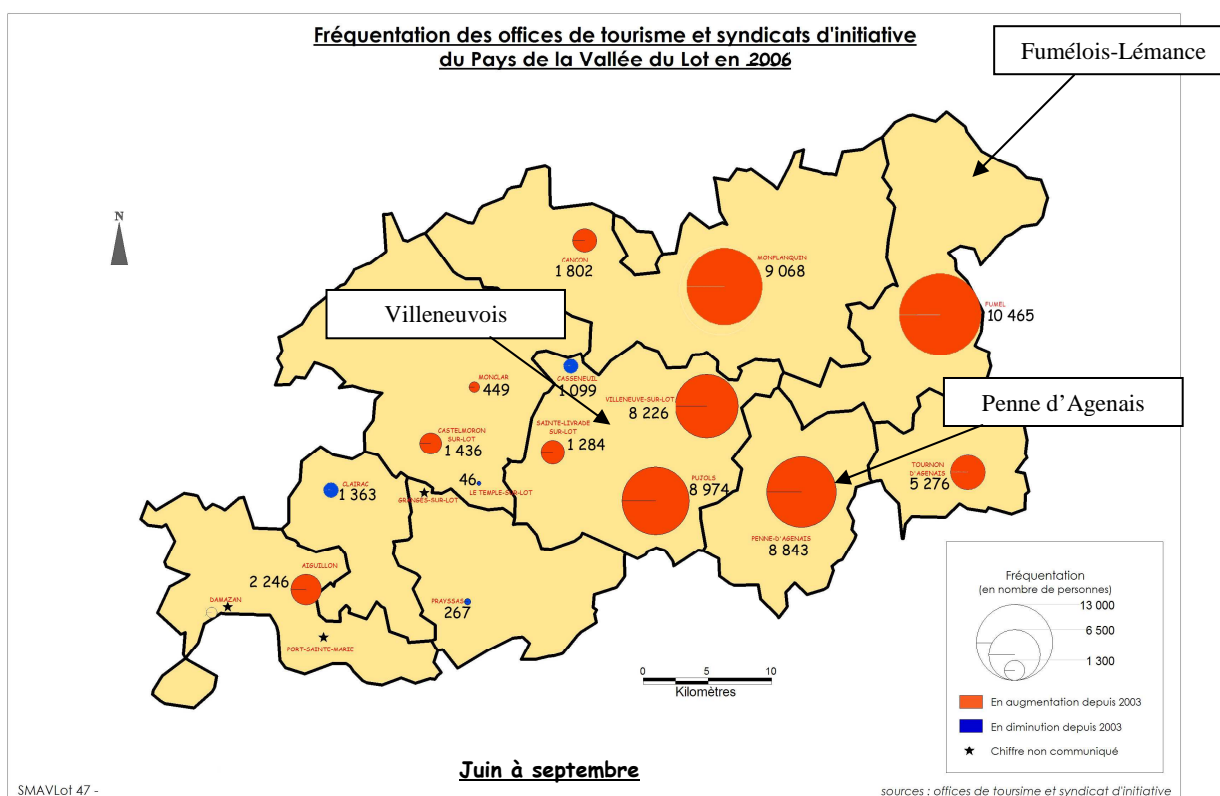 Fréquentation des offices de tourisme et syndicats d'initiative
du Pays de la Vallée du Lot en 2006
Fumélois-Lémance
N
CANCON
1 802
MONFLANQUIN
9 068
FUMEL
10 465
Villeneuvois
MONCLAR
449
CASSENEUIL
1 099
VILLENEUVE-SUR-LOT
8 226
Penne d'Agenais
CASTELMORON
SUR-LOT
1 436
SAINTE-LIVRADE
SUR-LOT
1 284
TOURNON
D'AGENAIS
5 276
CLAIRAC
1 363
46
LE TEMPLE-SUR-LOT
GRANGES-SUR-LOT
PUJOLS
8 974
PENNE-D'AGENAIS
8 843
AIGUILLON
2 246
DAMAZAN
PRAYSSAS
267
PORT-SAINTE-MARIE
0 5 10
Kilomètres
Fréquentation
(en nombre de personnes)
13 000
6 500
1 300
En augmentation depuis 2003
En diminution depuis 2003
Chiffre non communiqué
Juin à septembre
SMAVLot 47 -
sources : offices de toursime et syndicat d'initiative